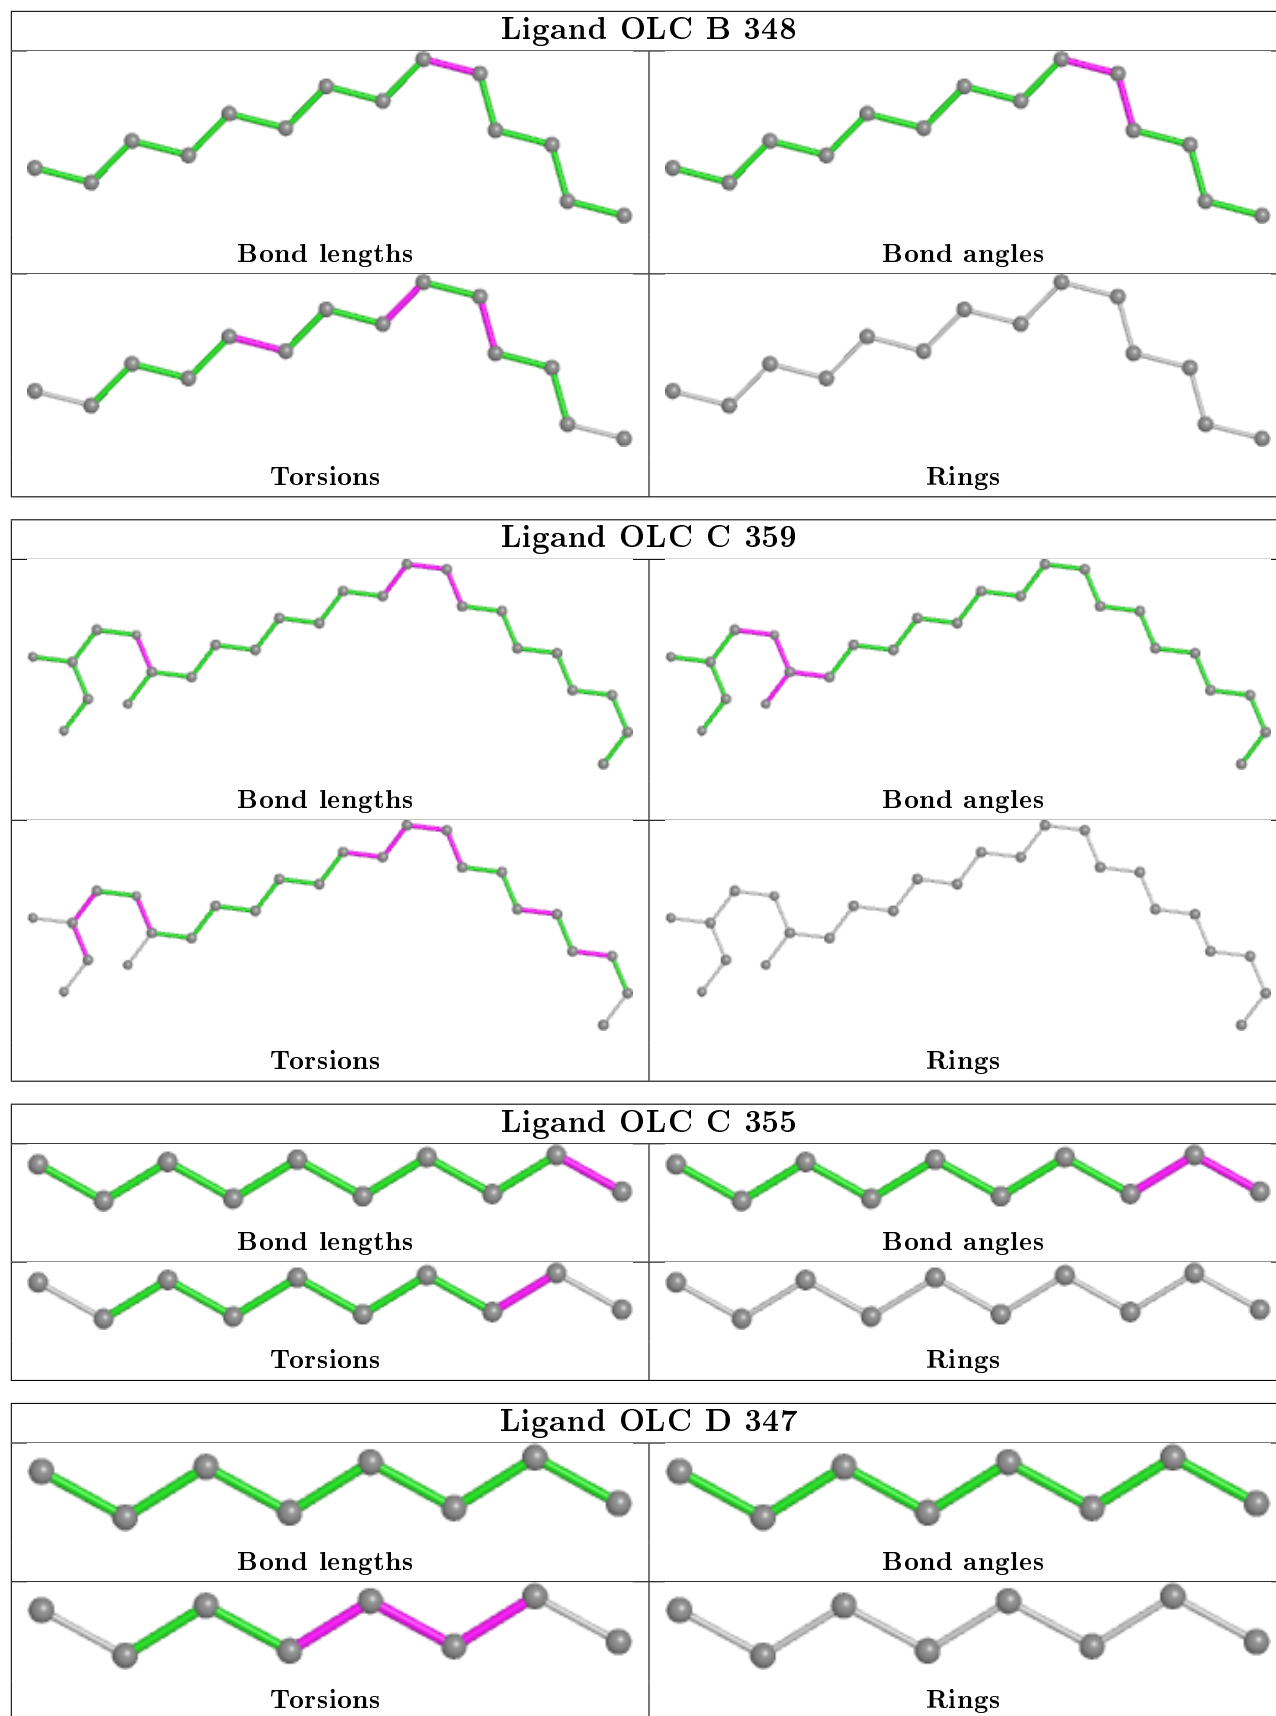 Ligand OLC B 348
Bond lengths
Bond angles
Torsions
Rings
Ligand OLC C 359
Bond lengths
Bond angles
Torsions
Rings
Ligand OLC C 355
Bond lengths
Bond angles
Torsions
Rings
Ligand OLC D 347
Bond lengths
Bond angles
Torsions
Rings